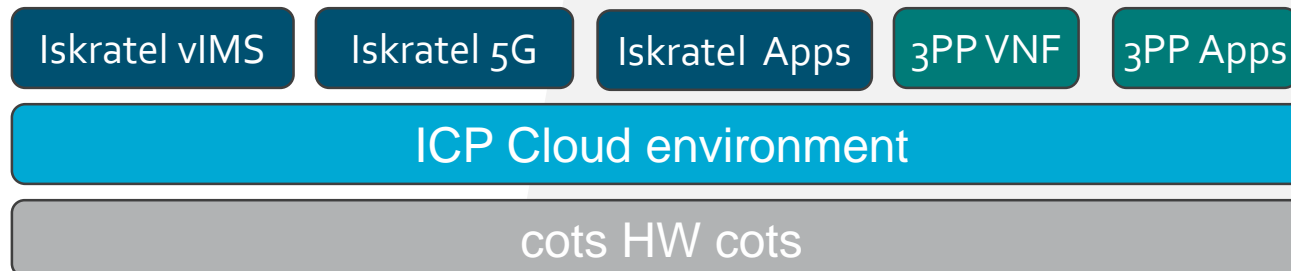 Iskratel vIMS Iskratel 5G Iskratel Apps 3PP VNF 3PP Apps
ICP Cloud environment
cots HW cots